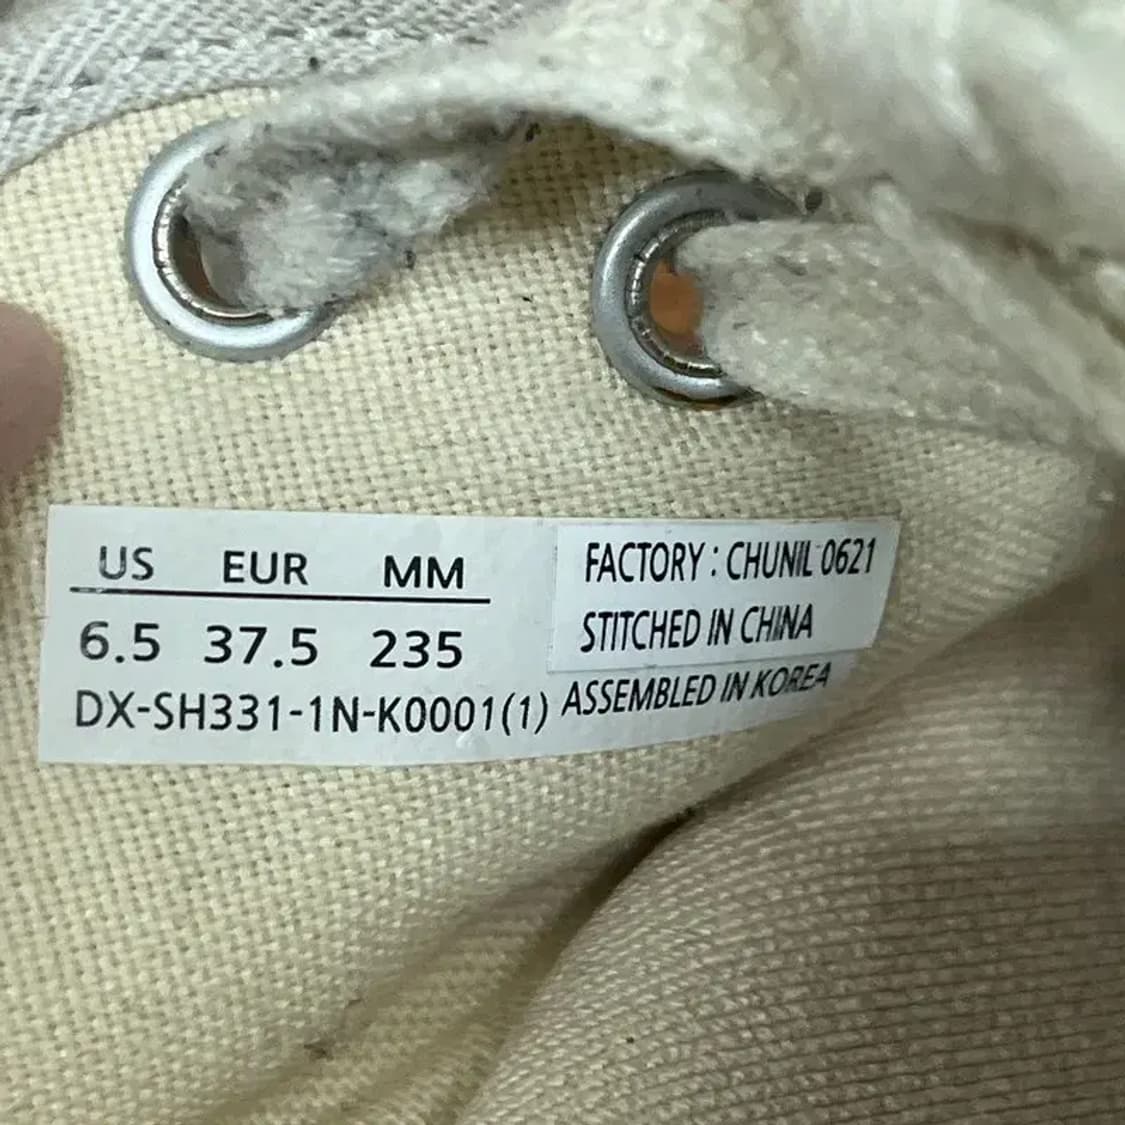 US EUR MM
6.5 37.5 235
DX-SH331-1N-K0001(1)
FACTORY : CHUNIL 0621
STITCHED IN CHINA
ASSEMBLED IN KOREA